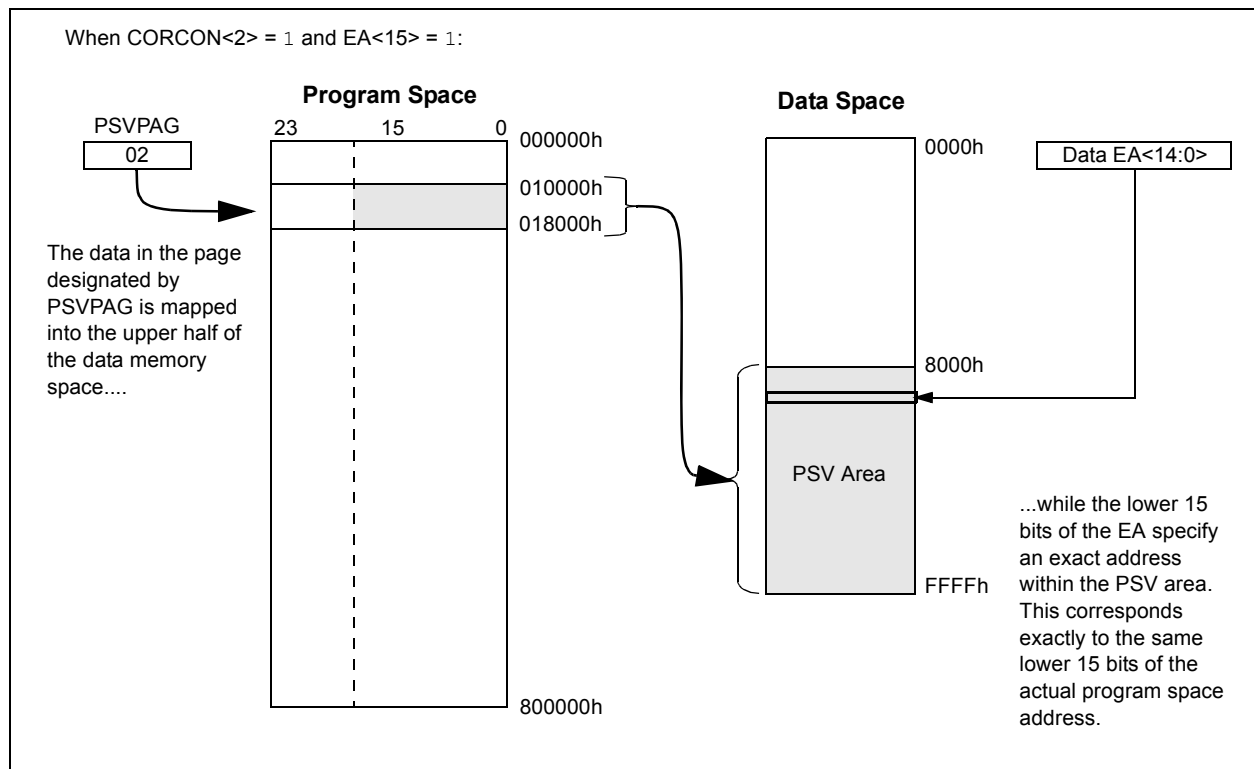 When CORCON<2> = 1 and EA<15> = 1:
Program Space
Data Space
PSVPAG
02
23 15 0
000000h
010000h
018000h
800000h
The data in the page
designated by
PSVPAG is mapped
into the upper half of
the data memory
space....
0000h
8000h
PSV Area
FFFFh
Data EA<14:0>
...while the lower 15
bits of the EA specify
an exact address
within the PSV area.
This corresponds
exactly to the same
lower 15 bits of the
actual program space
address.